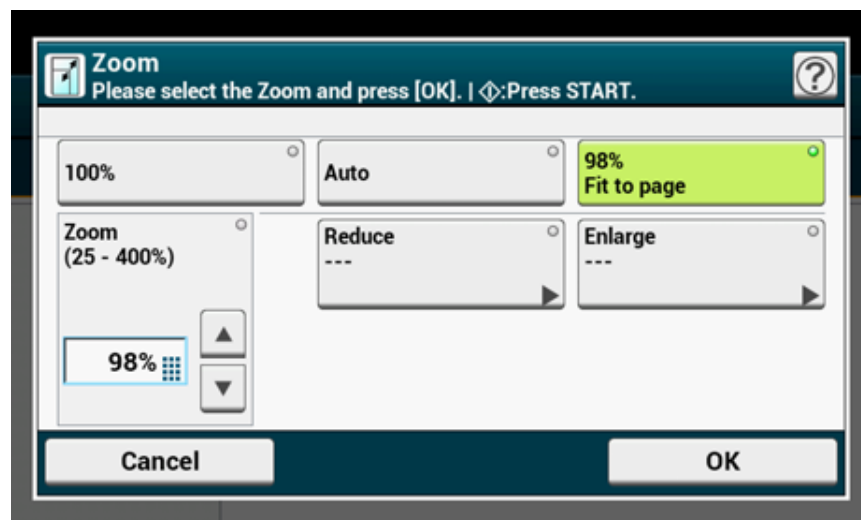 Zoom
Please select the Zoom and press [OK]. | :Press START.
?
100%
Auto
98%
Fit to page
Zoom
(25 - 400%)
Reduce
---
Enlarge
---
98%
Cancel
OK